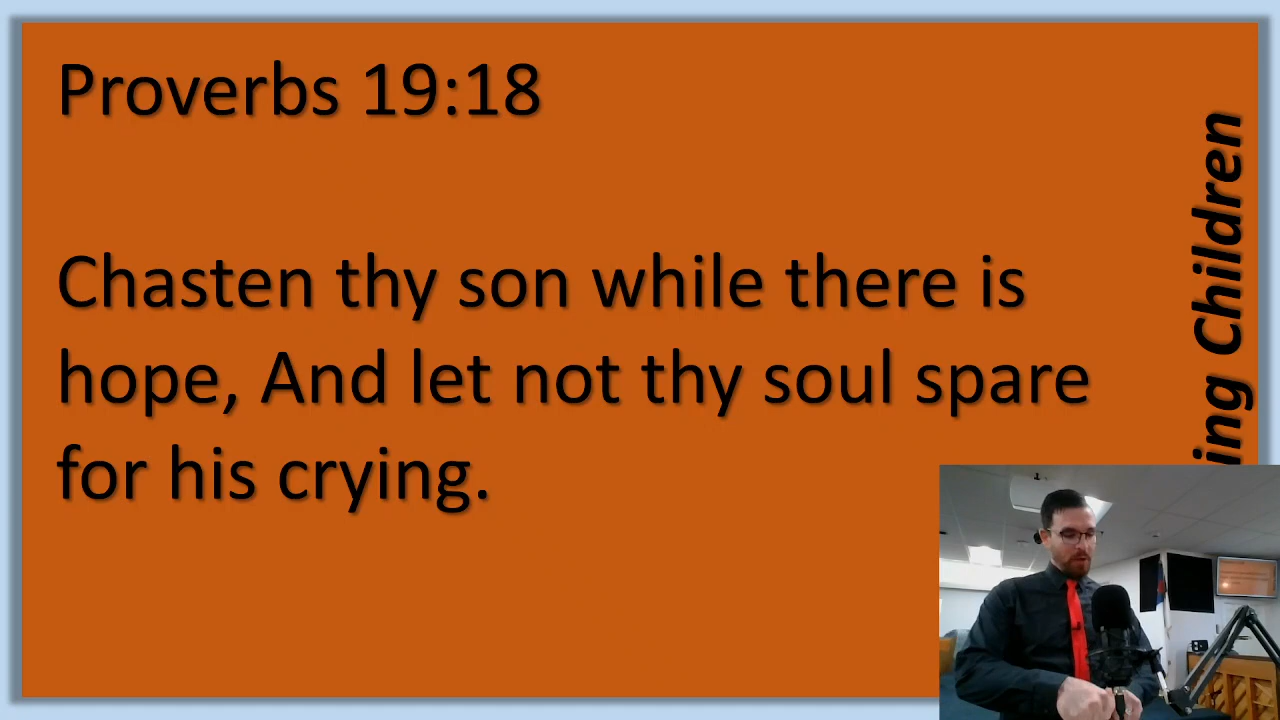 Proverbs 19:18
Chasten thy son while there is
hope, And let not thy soul spare
for his crying.
ing Children